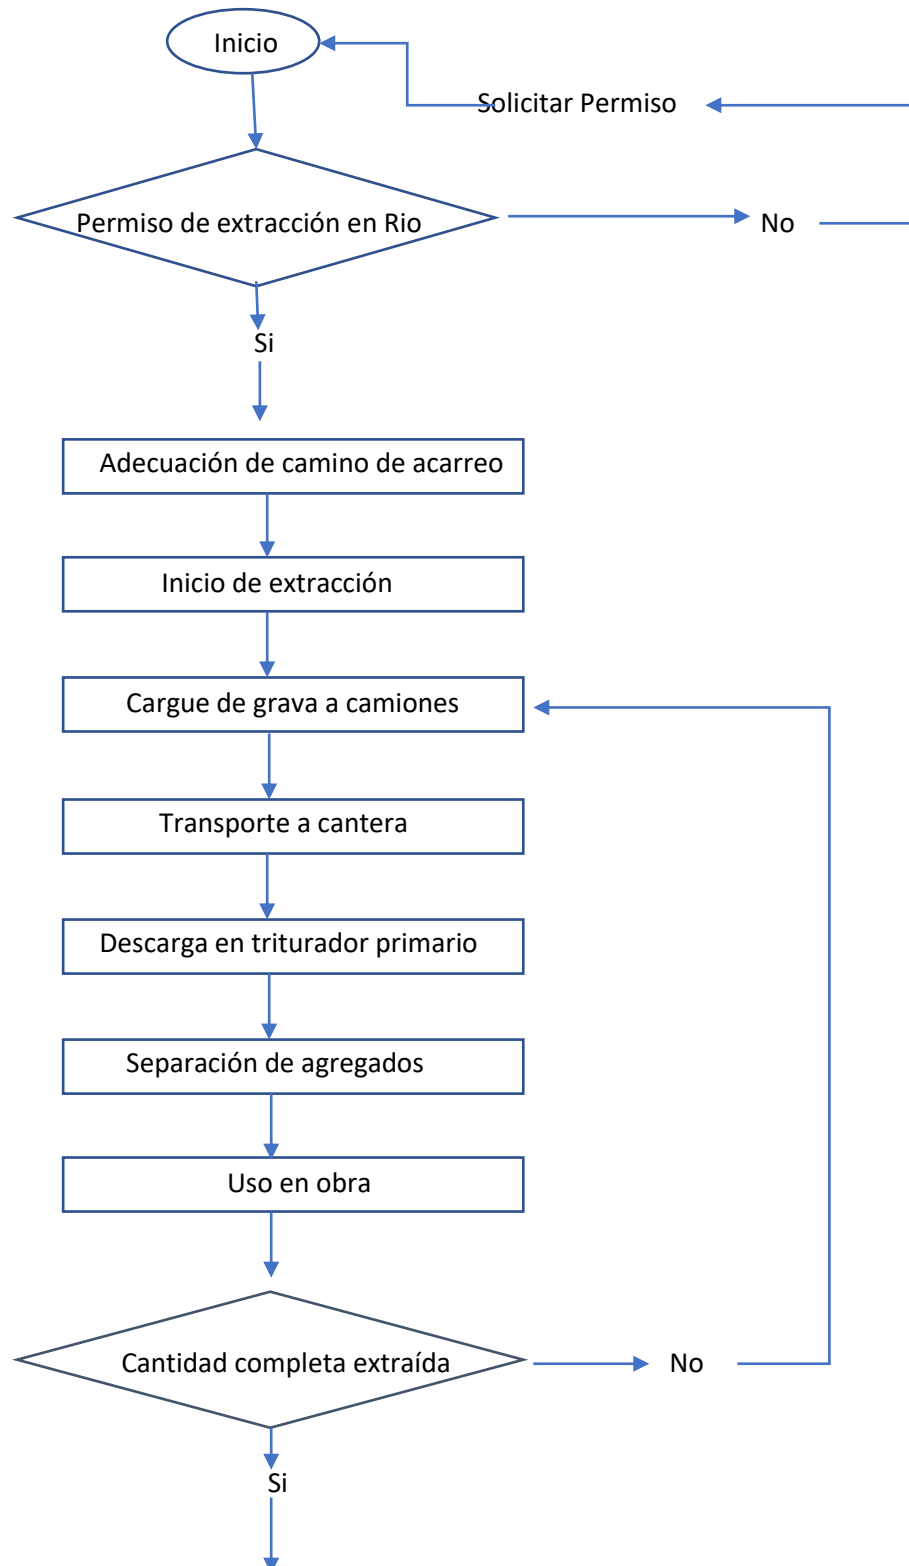 Inicio
Solicitar Permiso
Permiso de extracción en Rio
No
Si
Adecuación de camino de acarreo
Inicio de extracción
Cargue de grava a camiones
Transporte a cantera
Descarga en triturador primario
Separación de agregados
Uso en obra
Cantidad completa extraída
No
Si